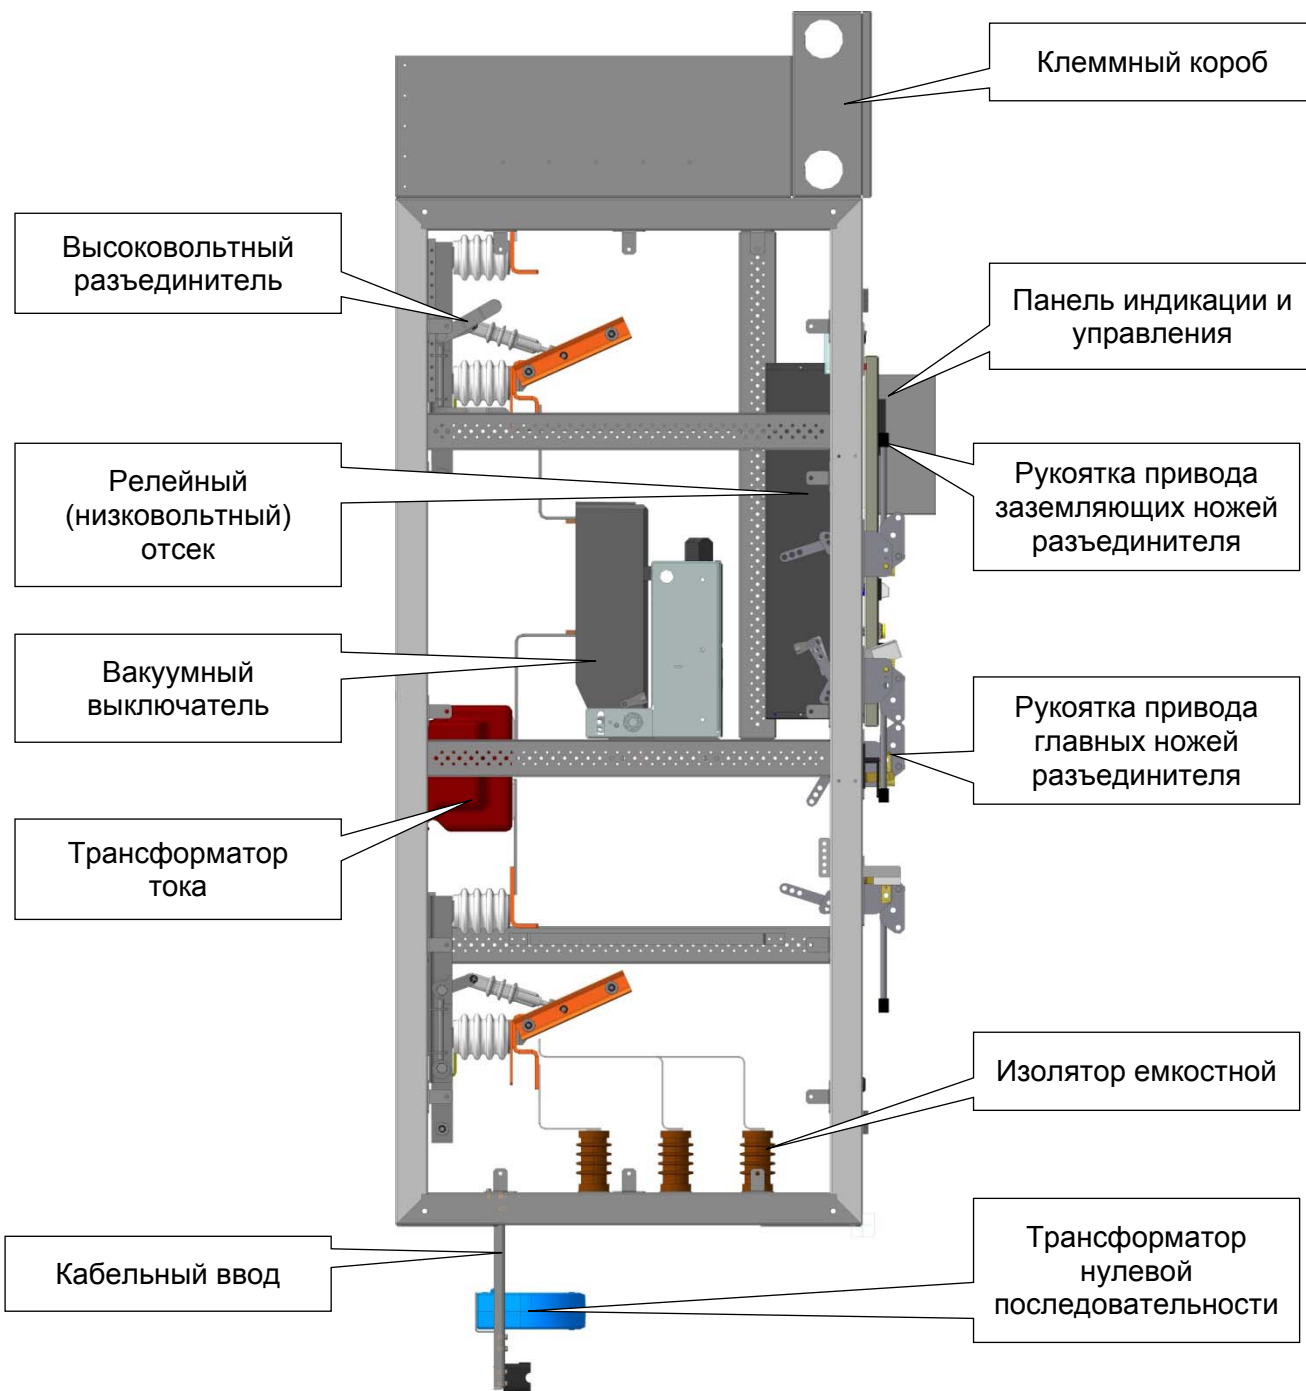 Клеммный короб
Высоковольтный
разъединитель
Панель индикации и
управления
Релейный
(низковольтный)
отсек
Рукоятка привода
заземляющих ножей
разъединителя
Вакуумный
выключатель
Рукоятка привода
главных ножей
разъединителя
Трансформатор
тока
Изолятор емкостной
Кабельный ввод
Трансформатор
нулевой
последовательности